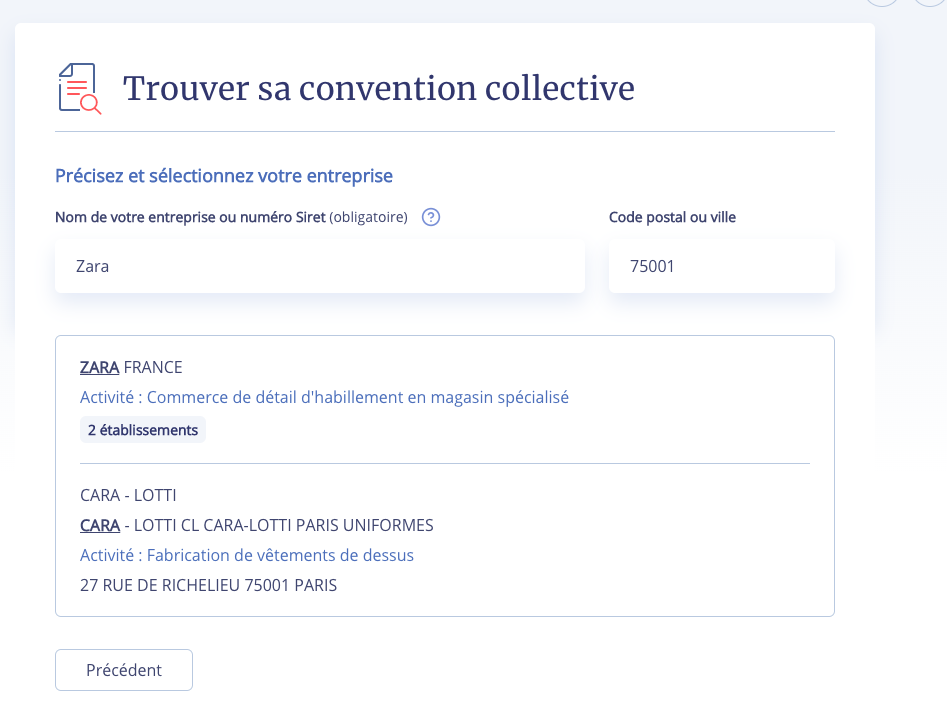 Trouver sa convention collective
Précisez et sélectionnez votre entreprise
Nom de votre entreprise ou numéro Siret (obligatoire) ?
Code postal ou ville
Zara
75001
ZARA FRANCE
Activité : Commerce de détail d'habillement en magasin spécialisé
2 établissements
CARA - LOTTI
CARA - LOTTI CL CARA-LOTTI PARIS UNIFORMES
Activité : Fabrication de vêtements de dessus
27 RUE DE RICHELIEU 75001 PARIS
Précédent